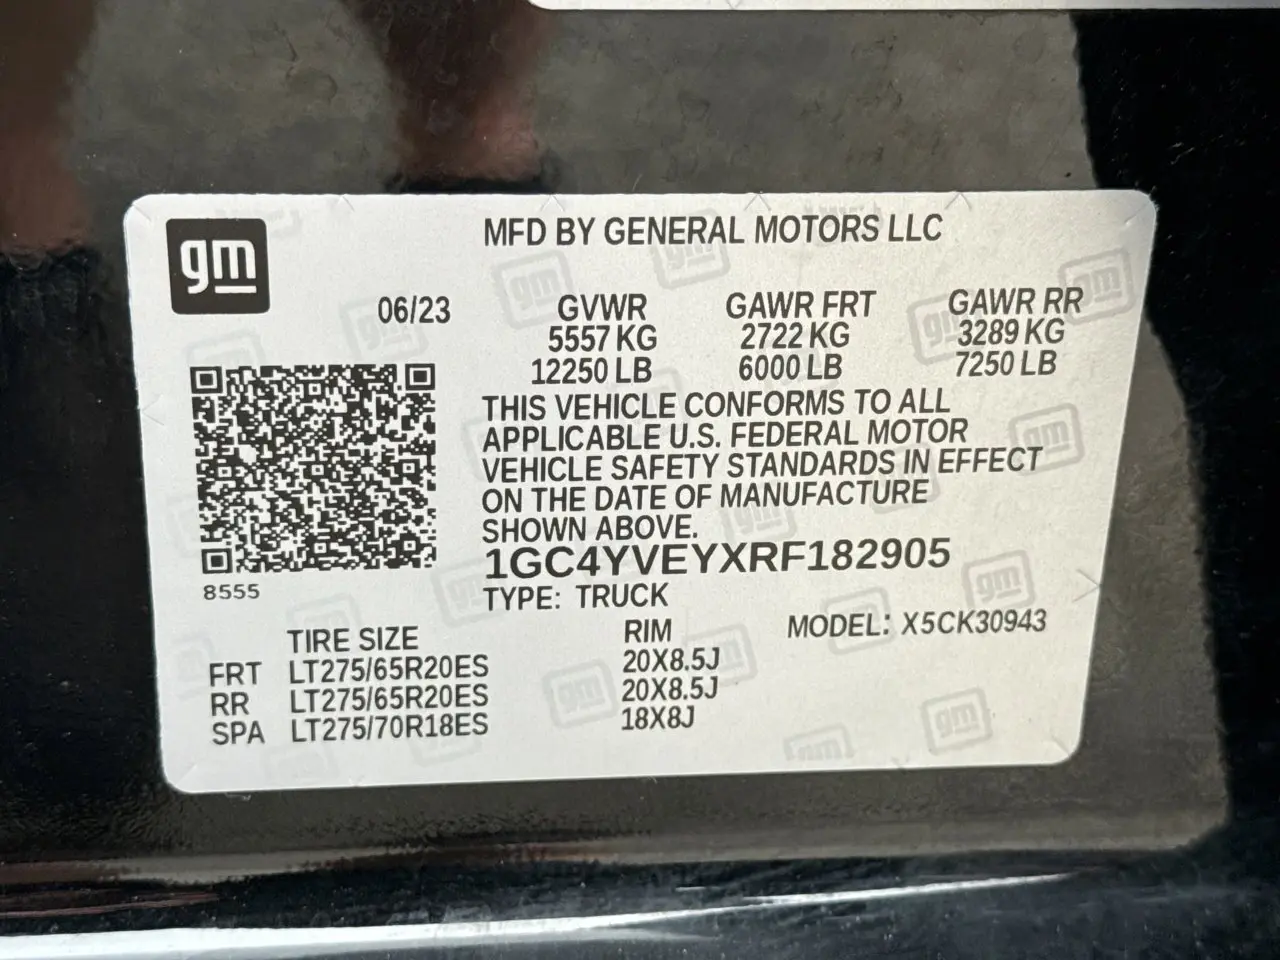 gm
MFD BY GENERAL MOTORS LLC
06/23 GVWR GAWR FRT GAWR RR
5557 KG 2722 KG 3289 KG
12250 LB 6000 LB 7250 LB
THIS VEHICLE CONFORMS TO ALL
APPLICABLE U.S. FEDERAL MOTOR
VEHICLE SAFETY STANDARDS IN EFFECT
ON THE DATE OF MANUFACTURE
SHOWN ABOVE.
1GC4YVEYXRF182905
8555
TYPE: TRUCK
TIRE SIZE RIM MODEL: X5CK30943
FRT LT275/65R20ES 20X8.5J
RR LT275/65R20ES 20X8.5J
SPA LT275/70R18ES 18X8J